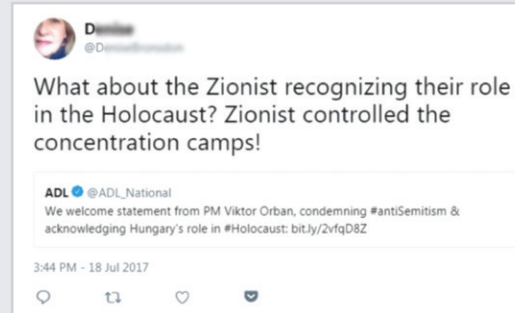 D
@D
What about the Zionist recognizing their role
in the Holocaust? Zionist controlled the
concentration camps!
ADL @ADL_National
We welcome statement from PM Viktor Orban, condemning #antiSemitism &
acknowledging Hungary's role in #Holocaust: bit.ly/2vfqD8Z
3:44 PM - 18 Jul 2017